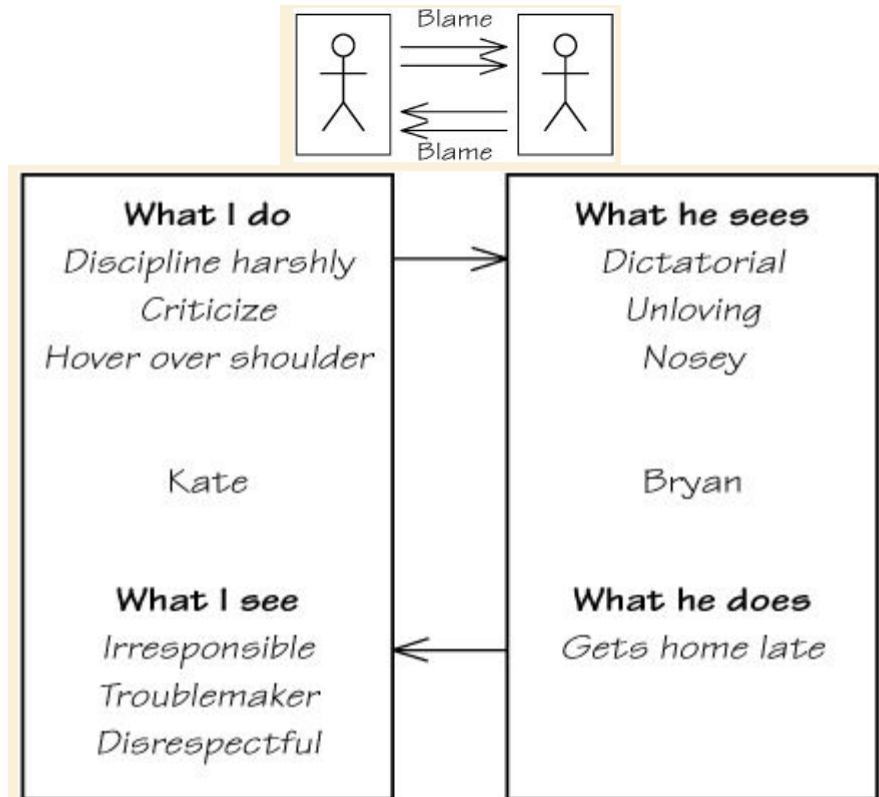 Blame
Blame
What I do
Discipline harshly
Criticize
Hover over shoulder
Kate
What I see
Irresponsible
Troublemaker
Disrespectful
What he sees
Dictatorial
Unloving
Nosey
Bryan
What he does
Gets home late